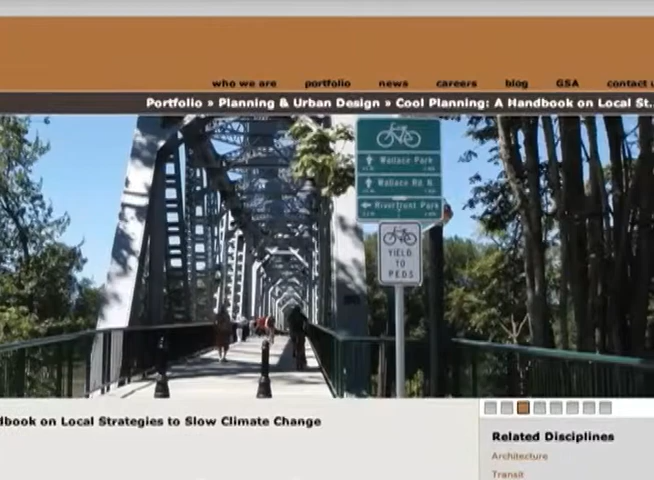 who we are portfolio news careers blog GSA contact u
Portfolio » Planning & Urban Design » Cool Planning: A Handbook on Local St...
Wallace Park
Wallace Rd N
Riverfront Park
YIELD
TO
PEDS
dbook on Local Strategies to Slow Climate Change
Related Disciplines
Architecture
Transit